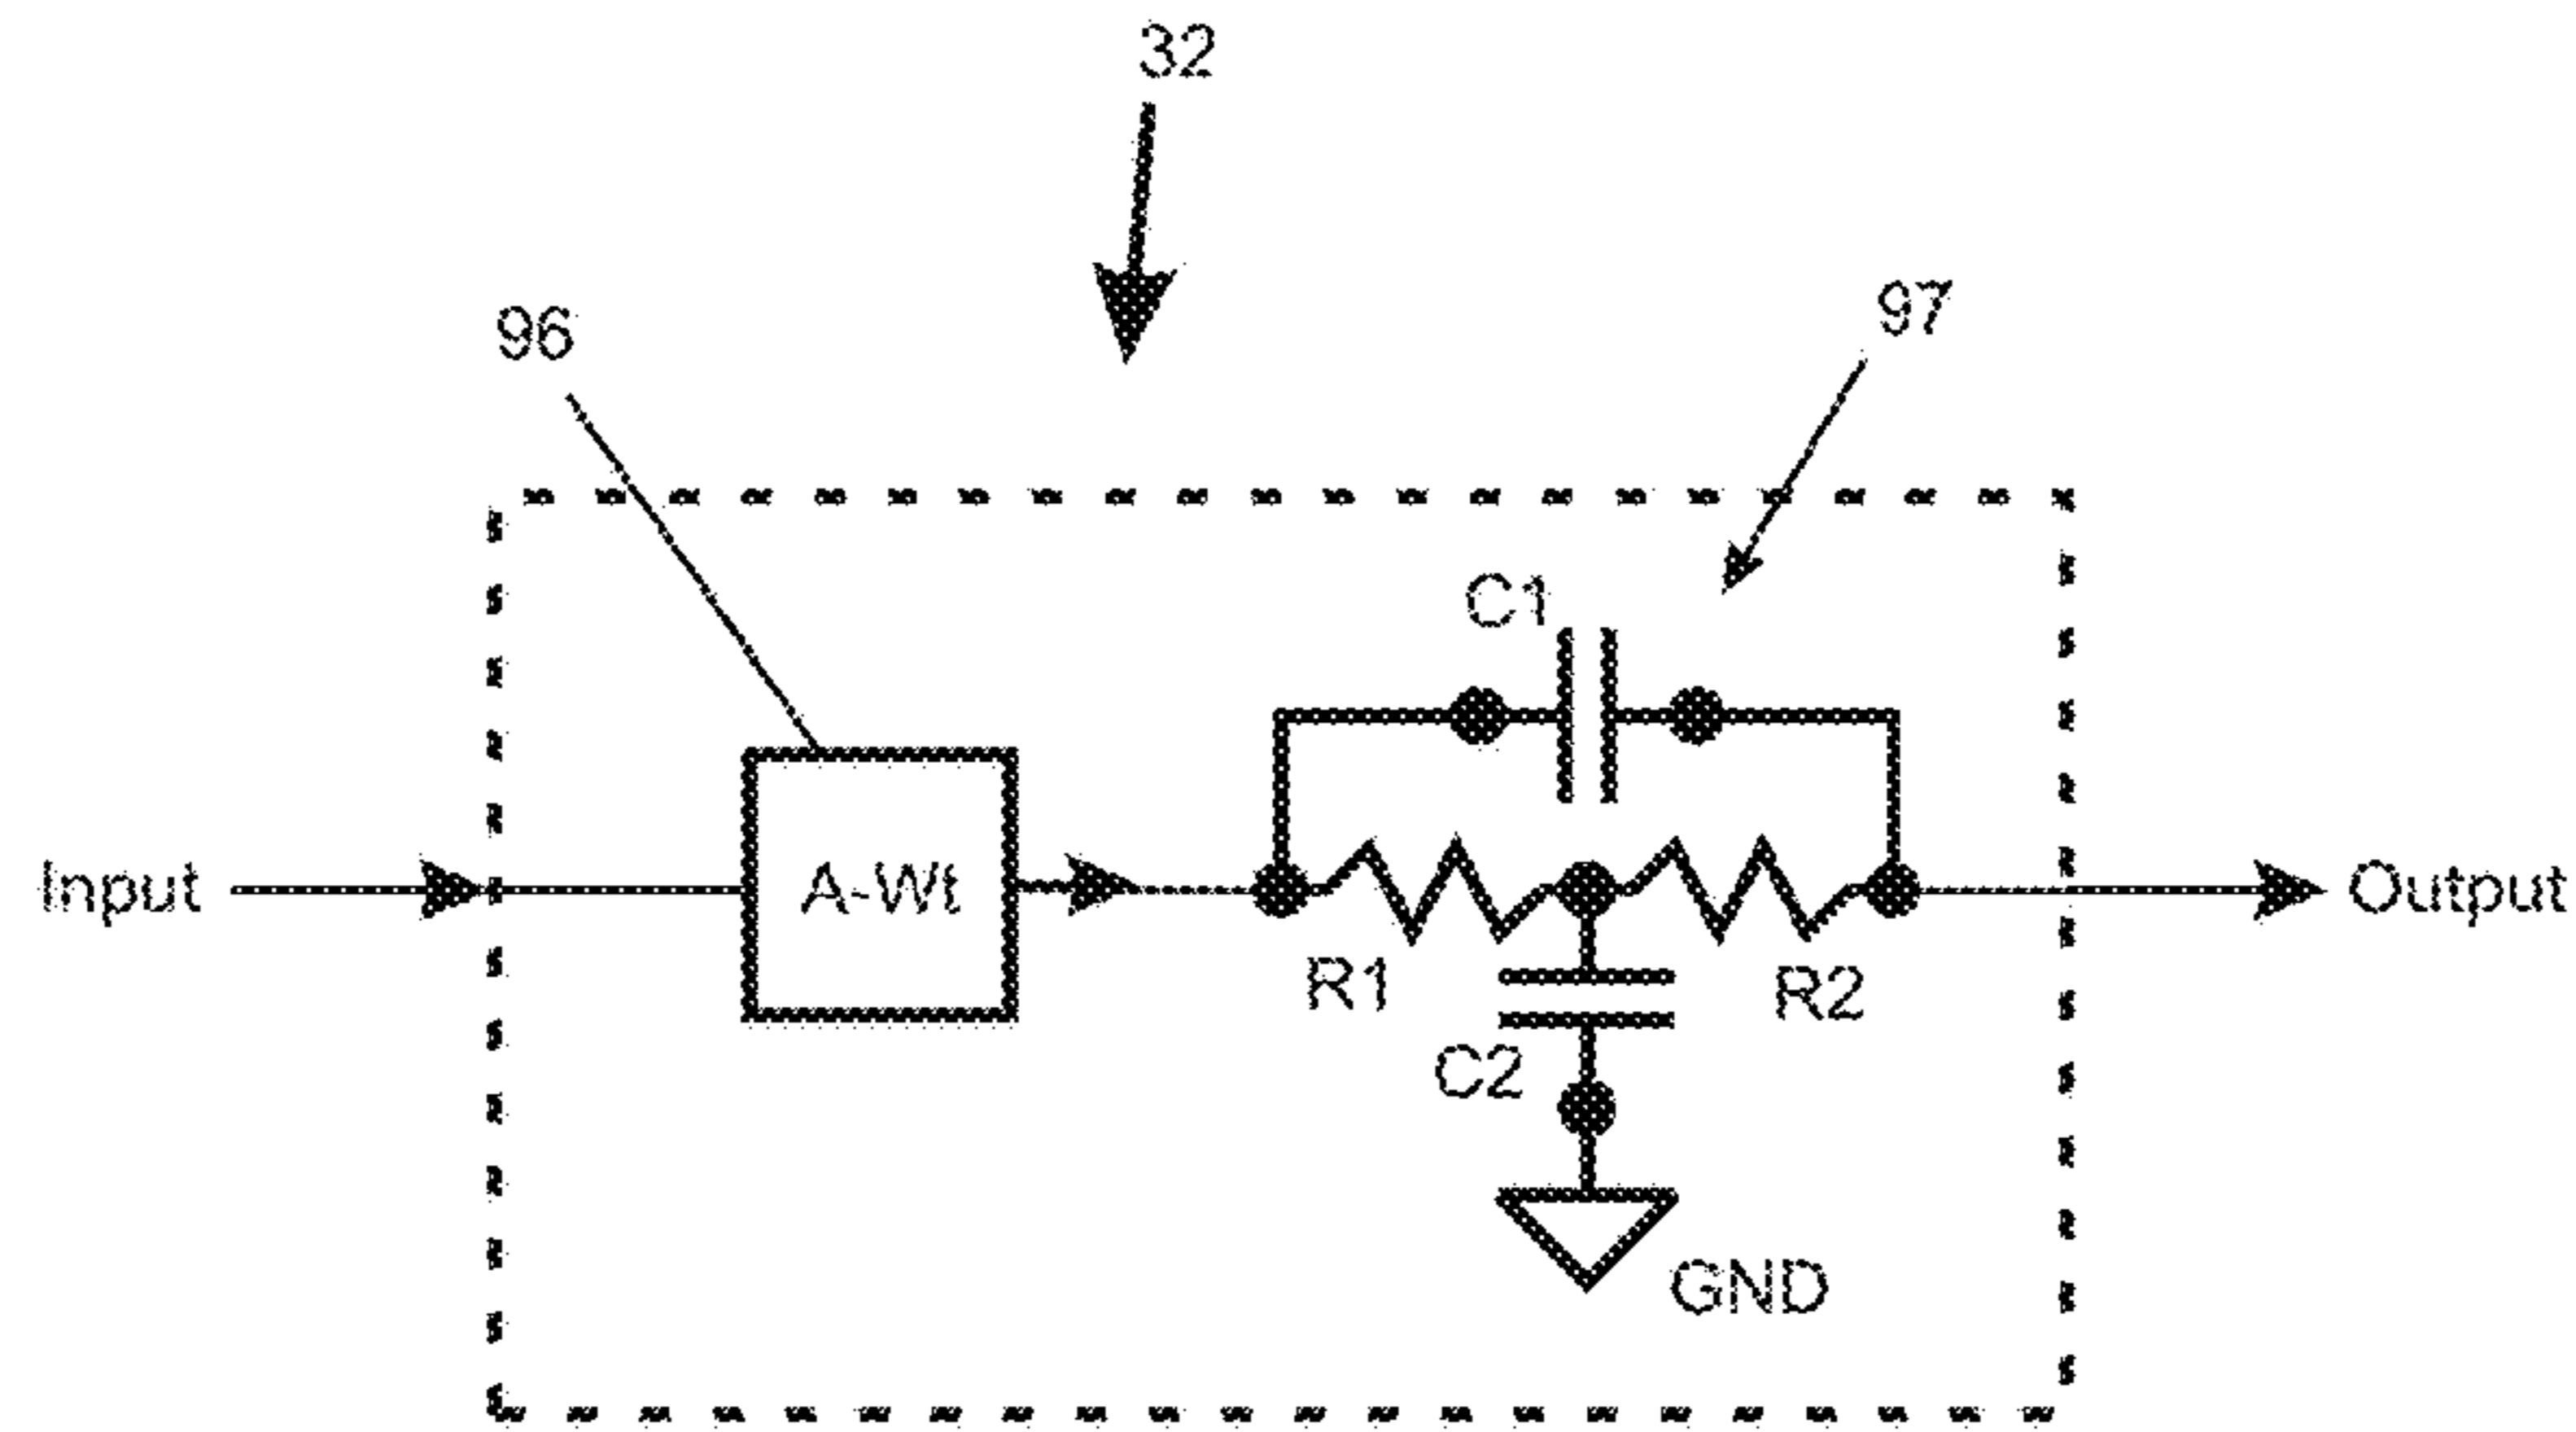 32
96
97
C1
Input
A-Wt
Output
R1
R2
C2
GND